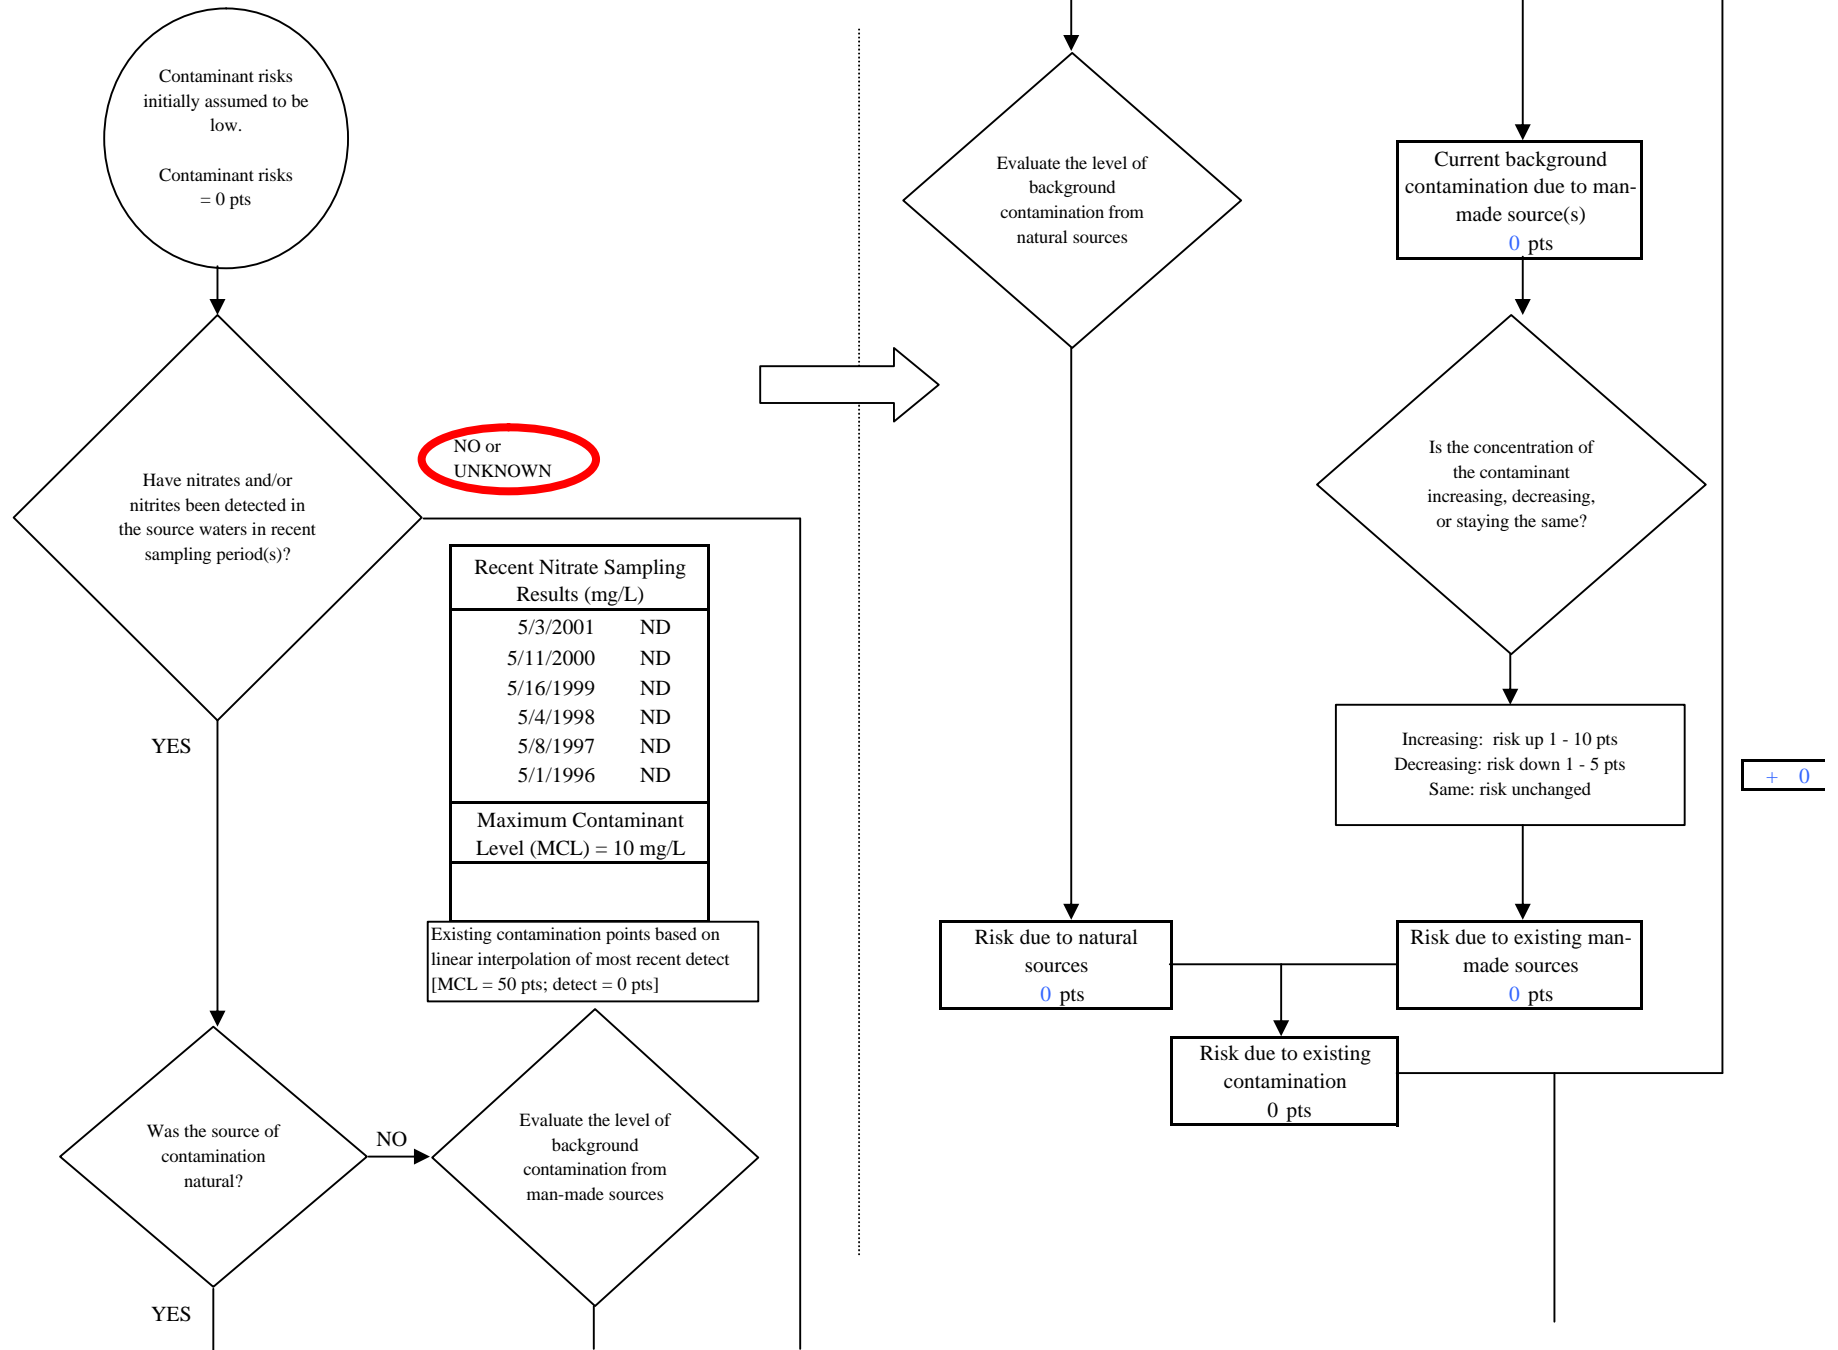 Contaminant risks
initially assumed to be
low.
Contaminant risks
= 0 pts
Have nitrates and/or
nitrites been detected in
the source waters in recent
sampling period(s)?
NO or
UNKNOWN
YES
Recent Nitrate Sampling
Results (mg/L)
5/3/2001 ND
5/11/2000 ND
5/16/1999 ND
5/4/1998 ND
5/8/1997 ND
5/1/1996 ND
Maximum Contaminant
Level (MCL) = 10 mg/L
Existing contamination points based on
linear interpolation of most recent detect
[MCL = 50 pts; detect = 0 pts]
Was the source of
contamination
natural?
NO
YES
Evaluate the level of
background
contamination from
man-made sources
Evaluate the level of
background
contamination from
natural sources
Current background
contamination due to man-
made source(s)
0 pts
Is the concentration of
the contaminant
increasing, decreasing,
or staying the same?
Increasing: risk up 1 - 10 pts
Decreasing: risk down 1 - 5 pts
Same: risk unchanged
+ 0
Risk due to natural
sources
0 pts
Risk due to existing man-
made sources
0 pts
Risk due to existing
contamination
0 pts